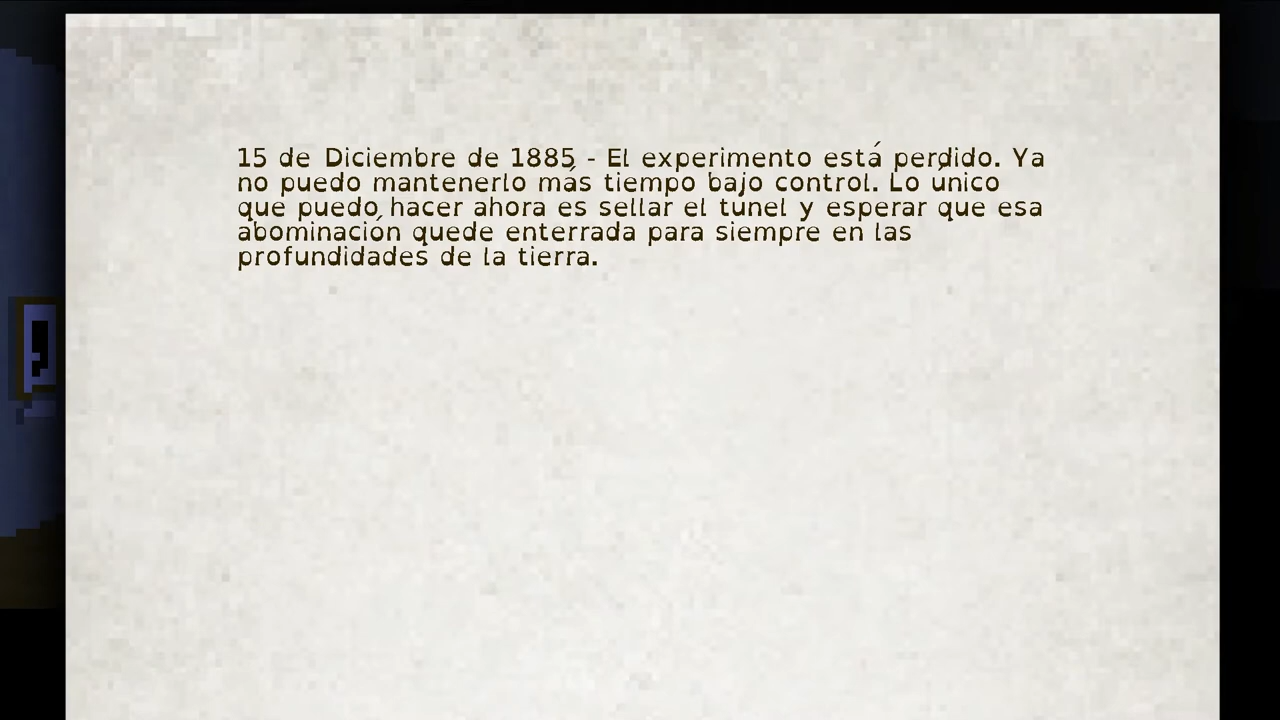 15 de Diciembre de 1885 - El experimento está perdido. Ya
no puedo mantenerlo más tiempo bajo control. Lo único
que puedo hacer ahora es sellar el túnel y esperar que esa
abominación quede enterrada para siempre en las
profundidades de la tierra.